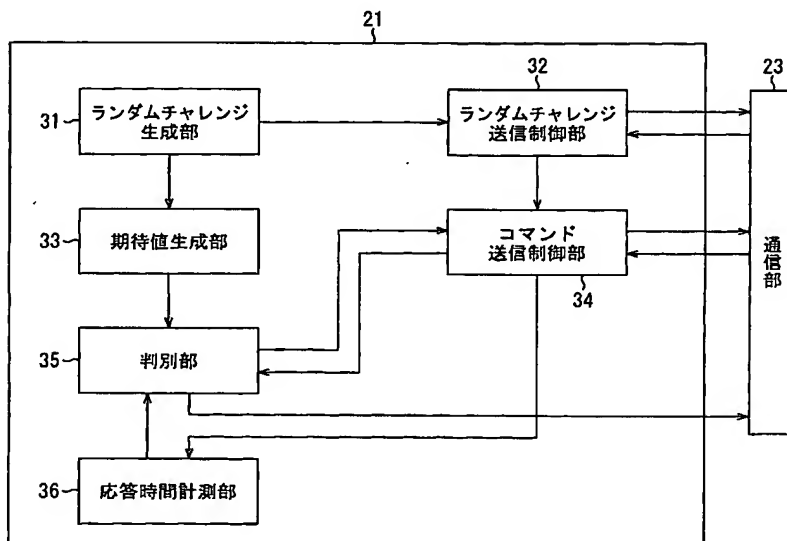 21
31
ランダムチャレンジ
生成部
32
ランダムチャレンジ
送信制御部
23
通信部
33
期待値生成部
コマンド
送信制御部
34
35
判別部
36
応答時間計測部